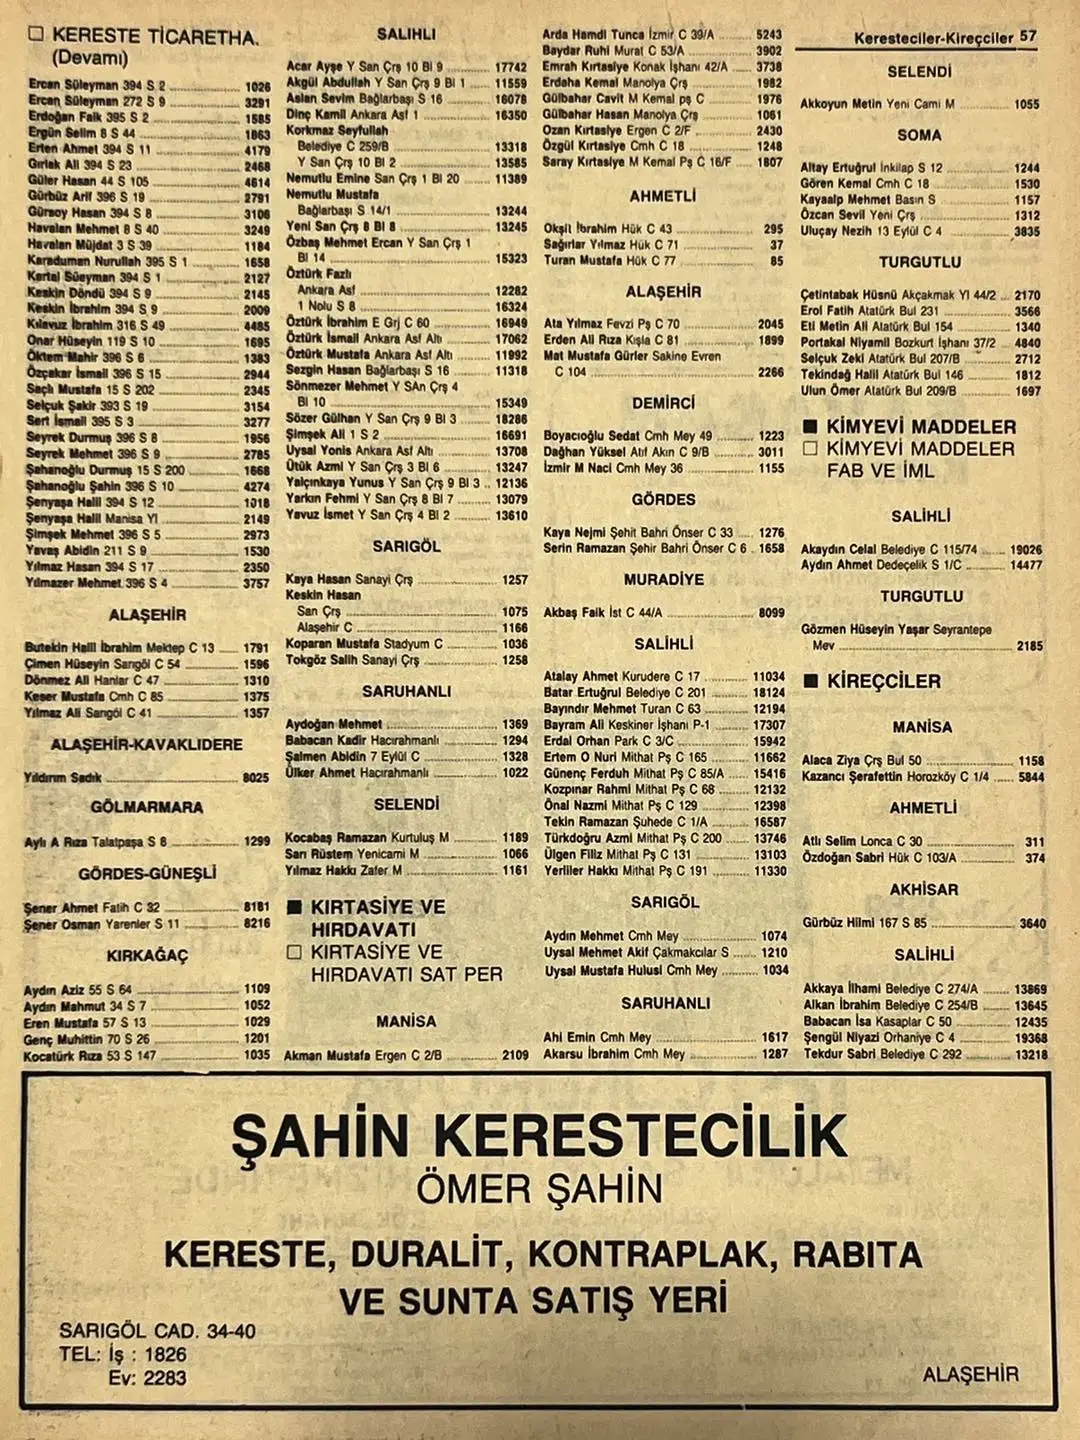 Keresteciler-Kireçciler 57
☐ KERESTE TİCARETHA.
(Devamı)
Ercan Süleyman 394 S 2 1026
Ercan Süleyman 272 S 9 3291
Erdoğan Faik 395 S 2 1585
Ergün Selim 8 S 44 1863
Erten Ahmet 394 S 11 4179
Gırlak Ali 394 S 23 2468
Güler Hasan 44 S 105 4614
Gürbüz Arif 396 S 19 2791
Gürsoy Hasan 394 S 8 3106
Havalan Mehmet 8 S 40 3249
Havalan Müjdat 3 S 39 1184
Karaduman Nurullah 395 S 1 1658
Kartal Süeyman 394 S 1 2127
Keskin Döndü 394 S 9 2145
Keskin İbrahim 394 S 9 2009
Kılavuz İbrahim 316 S 49 4485
Onar Hüseyin 119 S 10 1695
Öktem Mahir 396 S 6 1383
Özçakar İsmail 396 S 15 2944
Saçlı Mustafa 15 S 202 2345
Selçuk Şakir 393 S 19 3154
Sert İsmail 395 S 3 3277
Seyrek Durmuş 396 S 8 1956
Seyrek Mehmet 396 S 9 2785
Şahanoğlu Durmuş 15 S 200 1668
Şahanoğlu Şahin 396 S 10 4274
Şenyaşa Halil 394 S 12 1018
Şenyaşa Halil Manisa Yl 2149
Şimşek Mehmet 396 S 5 2973
Yavaş Abidin 211 S 9 1530
Yılmaz Hasan 394 S 17 2350
Yılmazer Mehmet 396 S 4 3757
ALAŞEHİR
Butekin Halil İbrahim Mektep C 13 1791
Çimen Hüseyin Sarıgöl C 54 1596
Dönmez Ali Hanlar C 47 1310
Keser Mustafa Cmh C 85 1375
Yılmaz Ali Sarıgöl C 41 1357
ALAŞEHİR-KAVAKLIDERE
Yıldırım Sadık 8025
GÖLMARMARA
Aylı A Rıza Talatpaşa S 8 1299
GÖRDES-GÜNEŞLİ
Şener Ahmet Fatih C 32 8181
Şener Osman Yarenler S 11 8216
KIRKAĞAÇ
Aydın Aziz 55 S 64 1109
Aydın Mahmut 34 S 7 1052
Eren Mustafa 57 S 13 1029
Genç Muhittin 70 S 26 1201
Kocatürk Rıza 53 S 147 1035
SALIHLI
Acar Ayşe Y San Çrş 10 Bl 9 17742
Akgül Abdullah Y San Çrş 9 Bl 1 11559
Aslan Sevim Bağlarbaşı S 16 16078
Dinç Kamil Ankara Asf 1 16350
Korkmaz Seyfullah
Belediye C 259/B 13318
Y San Çrş 10 Bl 2 13585
Nemutlu Emine San Çrş 1 Bl 20 11389
Nemutlu Mustafa
Bağlarbaşı S 14/1 13244
Yeni San Çrş 8 Bl 8 13245
Özbaş Mehmet Ercan Y San Çrş 1
Bl 14 15323
Öztürk Fazlı
Ankara Asf 12282
1 Nolu S 8 16324
Öztürk İbrahim E Grj C 60 16949
Öztürk İsmail Ankara Asf Altı 17062
Öztürk Mustafa Ankara Asf Altı 11992
Sezgin Hasan Bağlarbaşı S 16 11318
Sönmezer Mehmet Y SAn Çrş 4
Bl 10 15349
Sözer Gülhan Y San Çrş 9 Bl 3 18286
Şimşek Ali 1 S 2 16691
Uysal Yonis Ankara Asf Altı 13708
Ütük Azmi Y San Çrş 3 Bl 6 13247
Yalçınkaya Yunus Y San Çrş 9 Bl 3 12136
Yarkın Fehmi Y San Çrş 8 Bl 7 13079
Yavuz İsmet Y San Çrş 4 Bl 2 13610
SARIGÖL
Kaya Hasan Sanayi Çrş 1257
Keskin Hasan
San Çrş 1075
Alaşehir C 1166
Koparan Mustafa Stadyum C 1036
Tokgöz Salih Sanayi Çrş 1258
SARUHANLI
Aydoğan Mehmet 1369
Babacan Kadir Hacırahmanlı 1294
Şalmen Abidin 7 Eylül C 1328
Ülker Ahmet Hacırahmanlı 1022
SELENDİ
Kocabaş Ramazan Kurtuluş M 1189
Sarı Rüstem Yenicami M 1066
Yılmaz Hakkı Zafer M 1161
■ KIRTASİYE VE
HIRDAVATI
☐ KIRTASİYE VE
HIRDAVATI SAT PER
MANİSA
Akman Mustafa Ergen C 2/B 2109
Arda Hamdi Tunca İzmir C 39/A 5243
Baydar Ruhi Murat C 53/A 3902
Emrah Kırtasiye Konak İşhanı 42/A 3738
Erdaha Kemal Manolya Çrş 1982
Gülbahar Cavit M Kemal pş C 1976
Gülbahar Hasan Manolya Çrş 1061
Ozan Kırtasiye Ergen C 2/F 2430
Özgül Kırtasiye Cmh C 18 1248
Saray Kırtasiye M Kemal Pş C 16/F 1807
AHMETLİ
Okşit İbrahim Hük C 43 295
Sağırlar Yılmaz Hük C 71 37
Turan Mustafa Hük C 77 85
ALAŞEHİR
Ata Yılmaz Fevzi Pş C 70 2045
Erden Ali Rıza Kışla C 81 1899
Mat Mustafa Gürler Sakine Evren
C 104 2266
DEMİRCİ
Boyacıoğlu Sedat Cmh Mey 49 1223
Dağhan Yüksel Atıf Akın C 9/B 3011
İzmir M Naci Cmh Mey 36 1155
GÖRDES
Kaya Nejmi Şehit Bahri Önser C 33 1276
Serin Ramazan Şehir Bahri Önser C 6 1658
MURADİYE
Akbaş Faik İst C 44/A 8099
SALİHLİ
Atalay Ahmet Kurudere C 17 11034
Batar Ertuğrul Belediye C 201 18124
Bayındır Mehmet Turan C 63 12194
Bayram Ali Keskiner İşhanı P-1 17307
Erdal Orhan Park C 3/C 15942
Ertem O Nuri Mithat Pş C 165 11662
Günenç Ferduh Mithat Pş C 85/A 15416
Kozpınar Rahmi Mithat Pş C 68 12132
Önal Nazmi Mithat Pş C 129 12398
Tekin Ramazan Şuhede C 1/A 16587
Türkdoğru Azmi Mithat Pş C 200 13746
Ülgen Filiz Mithat Pş C 131 13103
Yerliler Hakkı Mithat Pş C 191 11330
SARIGÖL
Aydın Mehmet Cmh Mey 1074
Uysal Mehmet Akif Çakmakcılar S 1210
Uysal Mustafa Hulusi Cmh Mey 1034
SARUHANLI
Ahi Emin Cmh Mey 1617
Akarsu İbrahim Cmh Mey 1287
SELENDİ
Akkoyun Metin Yeni Cami M 1055
SOMA
Altay Ertuğrul İnkilap S 12 1244
Gören Kemal Cmh C 18 1530
Kayaalp Mehmet Basın S 1157
Özcan Sevil Yeni Çrş 1312
Uluçay Nezih 13 Eylül C 4 3835
TURGUTLU
Çetintabak Hüsnü Akçakmak Yl 44/2 2170
Erol Fatih Atatürk Bul 231 3566
Eti Metin Ali Atatürk Bul 154 1340
Portakal Niyamil Bozkurt İşhanı 37/2 4840
Selçuk Zeki Atatürk Bul 207/B 2712
Tekindağ Halil Atatürk Bul 146 1812
Ulun Ömer Atatürk Bul 209/B 1697
■ KİMYEVİ MADDELER
☐ KİMYEVİ MADDELER
FAB VE İML
SALİHLİ
Akaydın Celal Belediye C 115/74 19026
Aydın Ahmet Dedeçelik S 1/C 14477
TURGUTLU
Gözmen Hüseyin Yaşar Seyrantepe
Mev 2185
■ KİREÇCİLER
MANİSA
Alaca Ziya Çrş Bul 50 1158
Kazancı Şerafettin Horozköy C 1/4 5844
AHMETLİ
Atlı Selim Lonca C 30 311
Özdoğan Sabri Hük C 103/A 374
AKHİSAR
Gürbüz Hilmi 167 S 85 3640
SALİHLİ
Akkaya İlhami Belediye C 274/A 13869
Alkan İbrahim Belediye C 254/B 13645
Babacan İsa Kasaplar C 50 12435
Şengül Niyazi Orhaniye C 4 19368
Tekdur Sabri Belediye C 292 13218
ŞAHİN KERESTECİLİK
ÖMER ŞAHİN
KERESTE, DURALİT, KONTRAPLAK, RABITA
VE SUNTA SATIŞ YERİ
SARIGÖL CAD. 34-40
TEL: İş : 1826
Ev: 2283
ALAŞEHİR